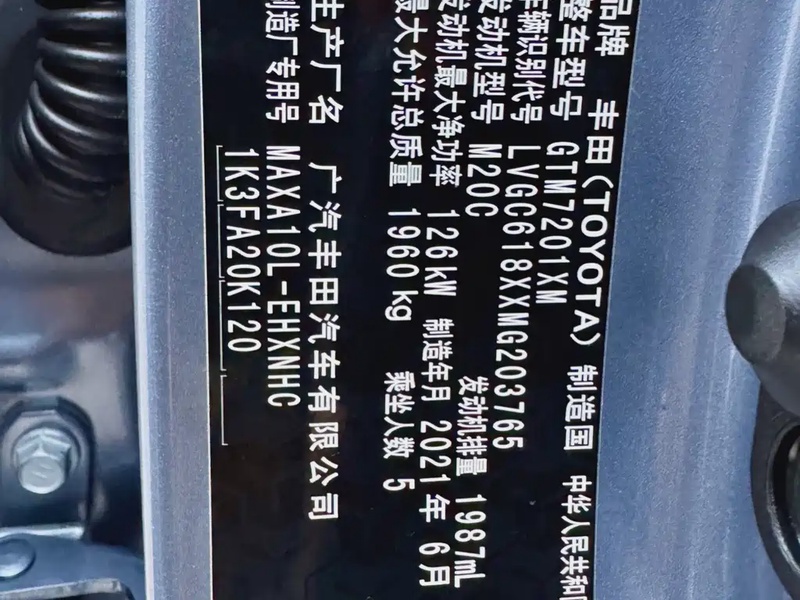 品牌 丰田(TOYOTA) 制造国 中华人民共和
整车型号 GTM7201XM
车辆识别代号 LVGC618XXMG203765
发动机型号 M20C 发动机排量 1987mL
发动机最大净功率 126kW 制造年月 2021年 6月
最大允许总质量 1960kg 乘坐人数 5
生产厂名 广汽丰田汽车有限公司
制造厂专用号 MAXA10L-EHXNHC
1K3FA20K120